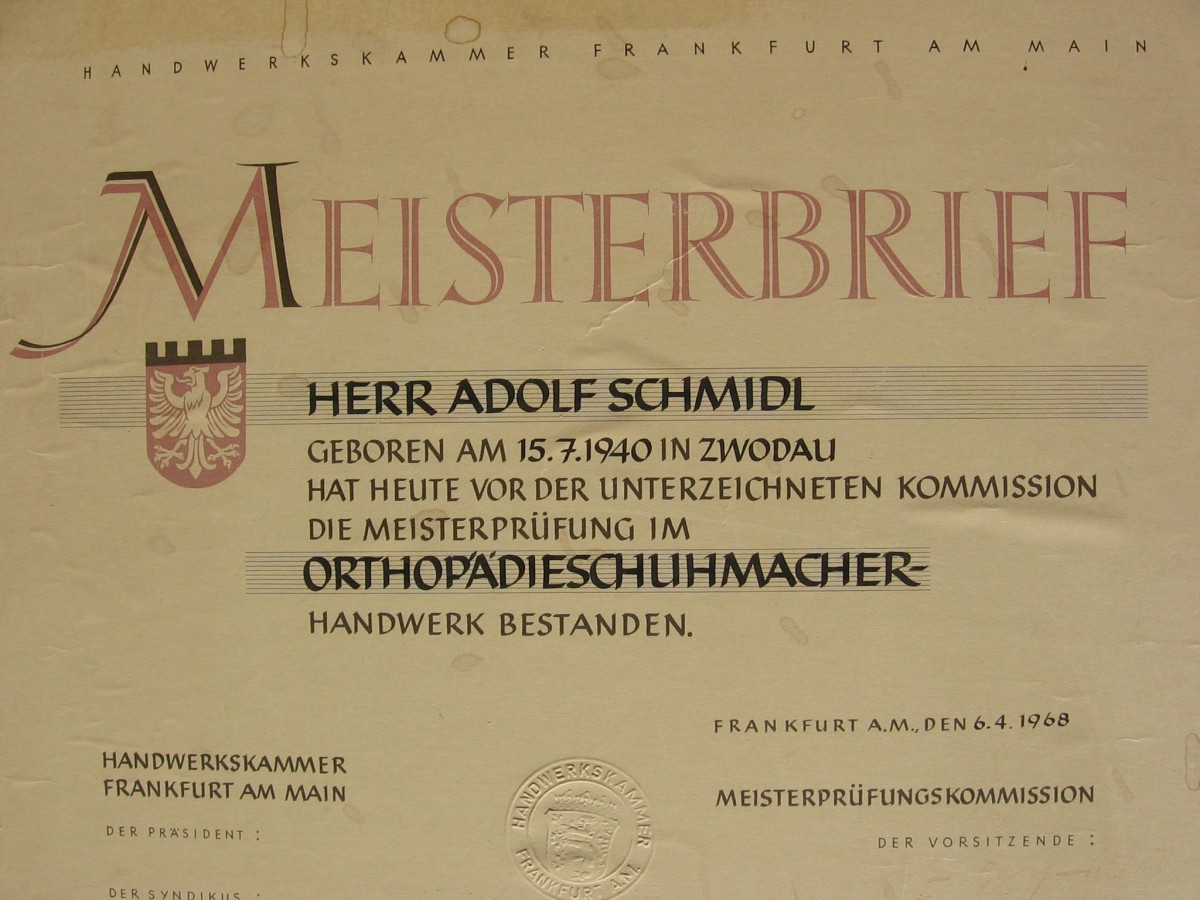 HANDWERKSKAMMER FRANKFURT AM MAIN
MEISTERBRIEF
HERR ADOLF SCHMIDL
GEBOREN AM 15.7.1940 IN ZWODAU
HAT HEUTE VOR DER UNTERZEICHNETEN KOMMISSION
DIE MEISTERPRÜFUNG IM
ORTHOPÄDIESCHUHMACHER-
HANDWERK BESTANDEN.
FRANKFURT A.M., DEN 6.4.1968
HANDWERKSKAMMER
FRANKFURT AM MAIN
DER PRÄSIDENT :
DER SYNDIKUS :
HANDWERKSKAMMER
FRANKFURT A.M.
MEISTERPRÜFUNGSKOMMISSION
DER VORSITZENDE :